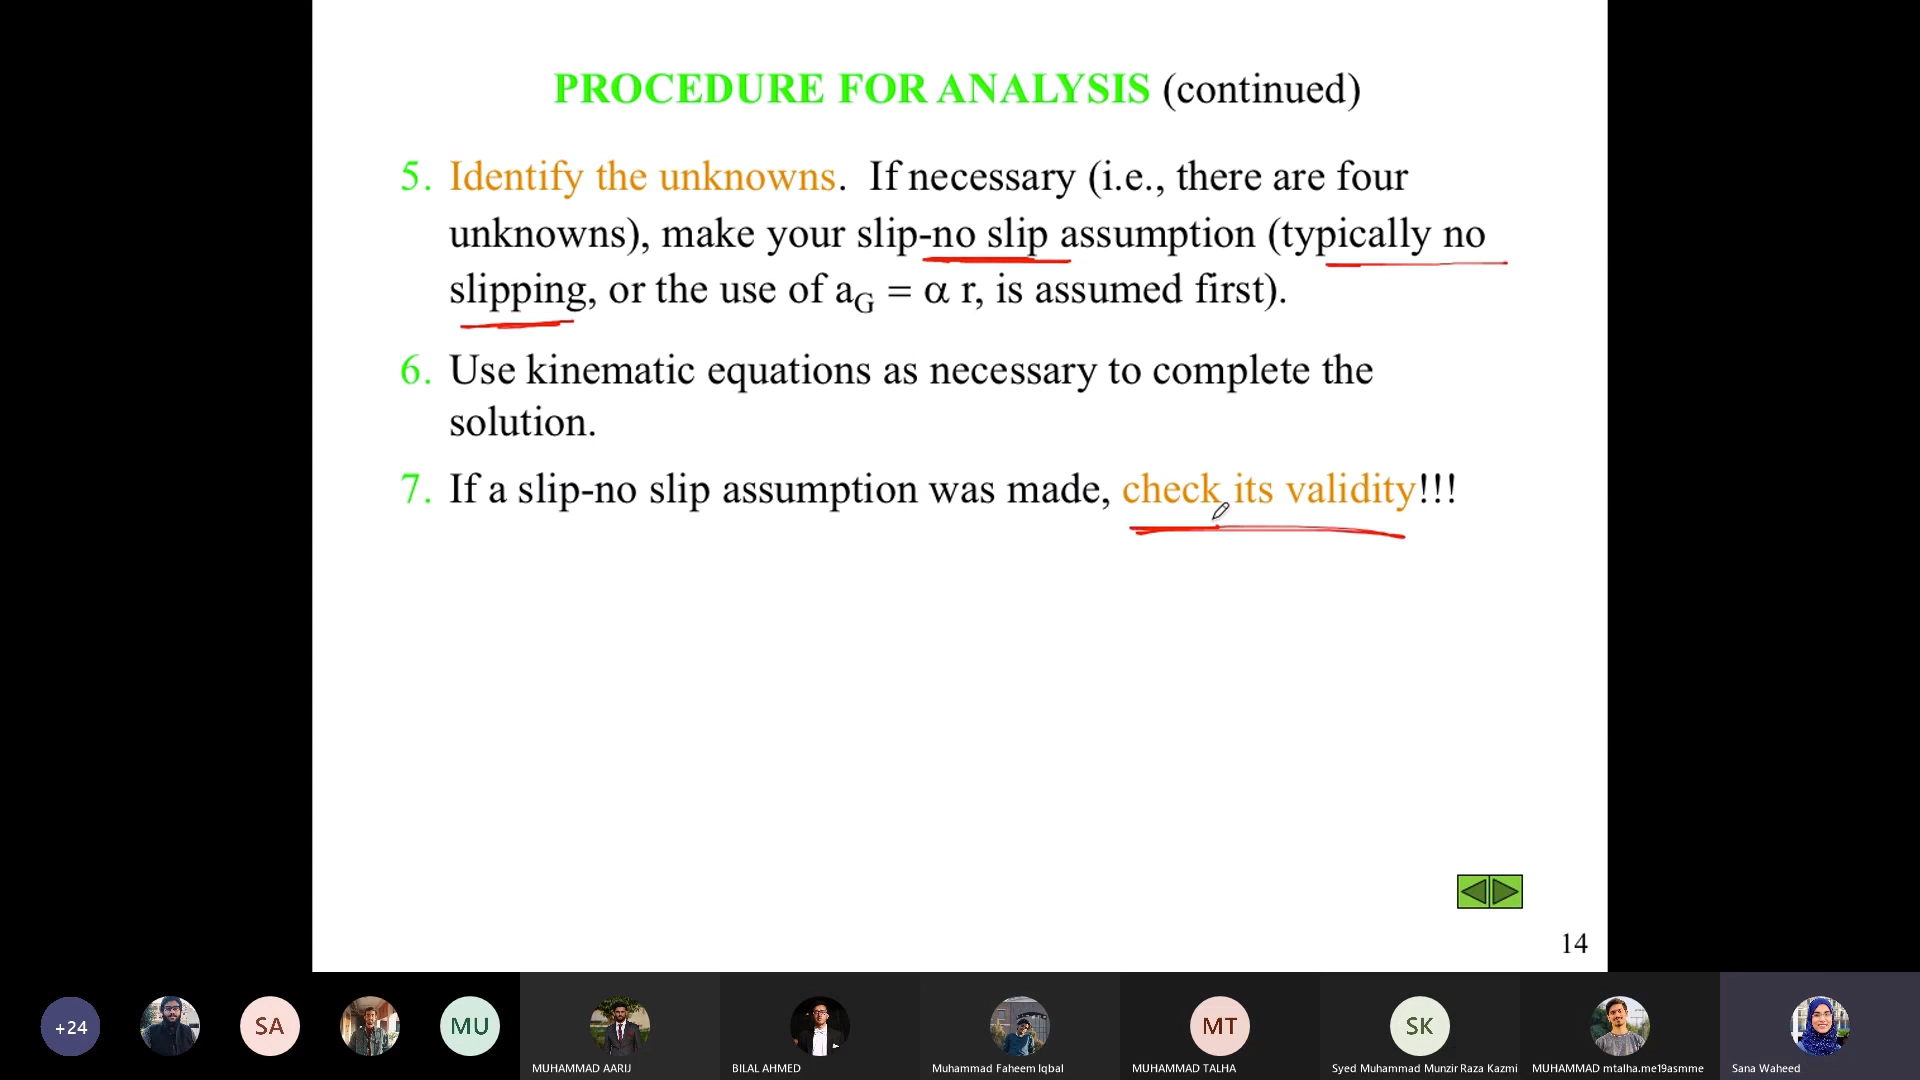 PROCEDURE FOR ANALYSIS (continued)
5. Identify the unknowns. If necessary (i.e., there are four
unknowns), make your slip-no slip assumption (typically no
slipping, or the use of aG = α r, is assumed first).
6. Use kinematic equations as necessary to complete the
solution.
7. If a slip-no slip assumption was made, check its validity!!!
14
+24
SA
MU
MT
SK
MUHAMMAD AARIJ
BILAL AHMED
Muhammad Faheem Iqbal
MUHAMMAD TALHA
Syed Muhammad Munzir Raza Kazmi
MUHAMMAD mtalha.me19asmme
Sana Waheed